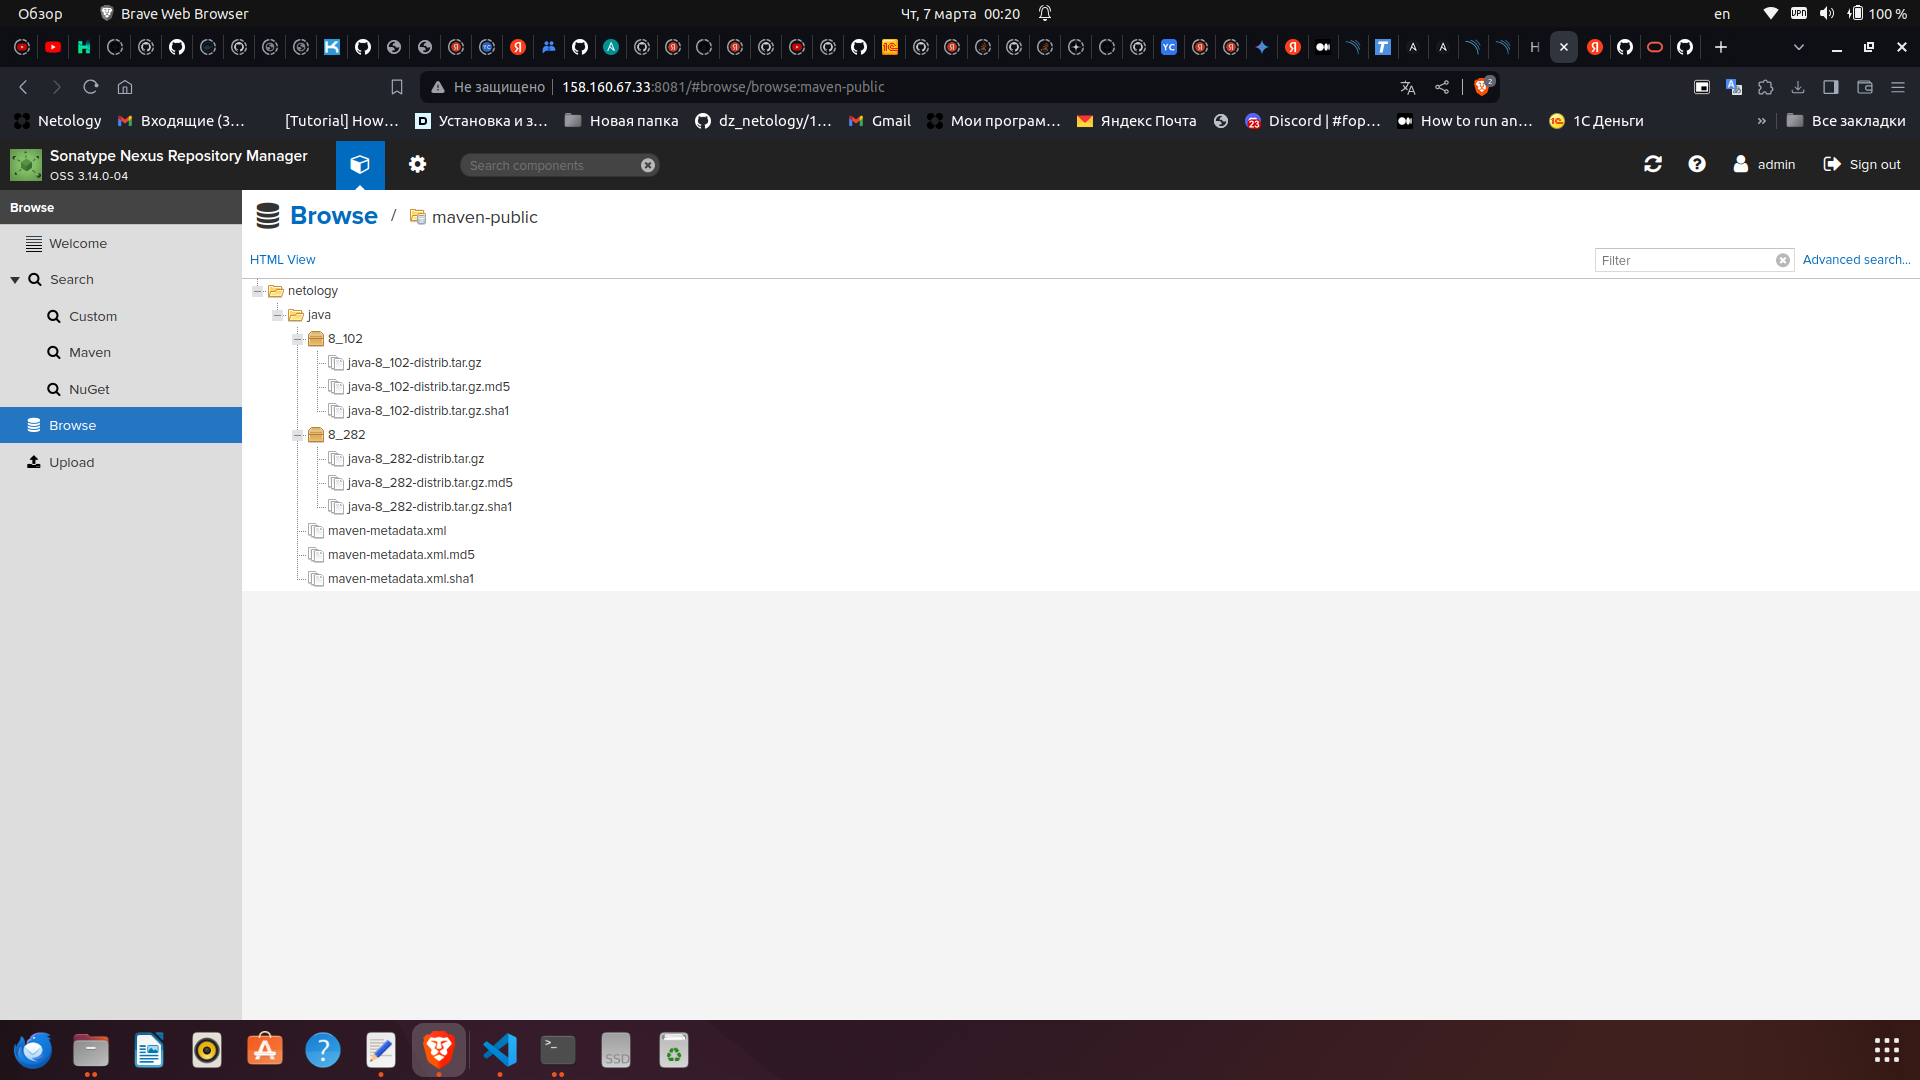 Обзор
Brave Web Browser
Чт, 7 марта 00:20
en
VPN
100 %
Не защищено
158.160.67.33:8081/#browse/browse:maven-public
2
Netology
Входящие (3…
[Tutorial] How…
Установка и з…
Новая папка
dz_netology/1…
Gmail
Мои програм…
Яндекс Почта
Discord | #fop…
How to run an…
1С Деньги
»
Все закладки
Sonatype Nexus Repository Manager
OSS 3.14.0-04
Search components
admin
Sign out
Browse
Welcome
Search
Custom
Maven
NuGet
Browse
Upload
Browse / maven-public
HTML View
Filter
Advanced search...
netology
java
8_102
java-8_102-distrib.tar.gz
java-8_102-distrib.tar.gz.md5
java-8_102-distrib.tar.gz.sha1
8_282
java-8_282-distrib.tar.gz
java-8_282-distrib.tar.gz.md5
java-8_282-distrib.tar.gz.sha1
maven-metadata.xml
maven-metadata.xml.md5
maven-metadata.xml.sha1
SSD